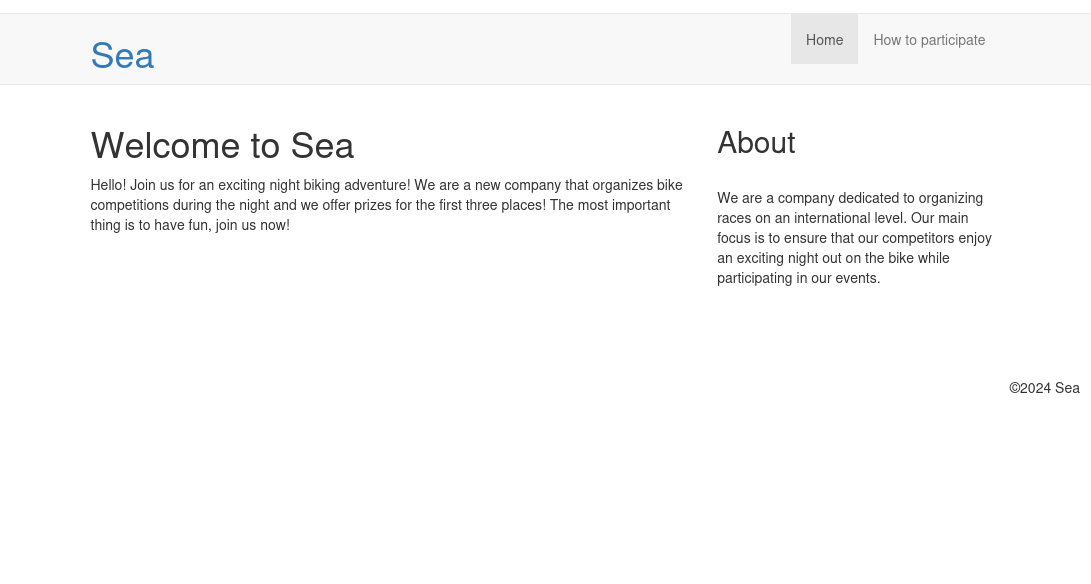 Sea
Home
How to participate
Welcome to Sea
Hello! Join us for an exciting night biking adventure! We are a new company that organizes bike
competitions during the night and we offer prizes for the first three places! The most important
thing is to have fun, join us now!
About
We are a company dedicated to organizing
races on an international level. Our main
focus is to ensure that our competitors enjoy
an exciting night out on the bike while
participating in our events.
©2024 Sea